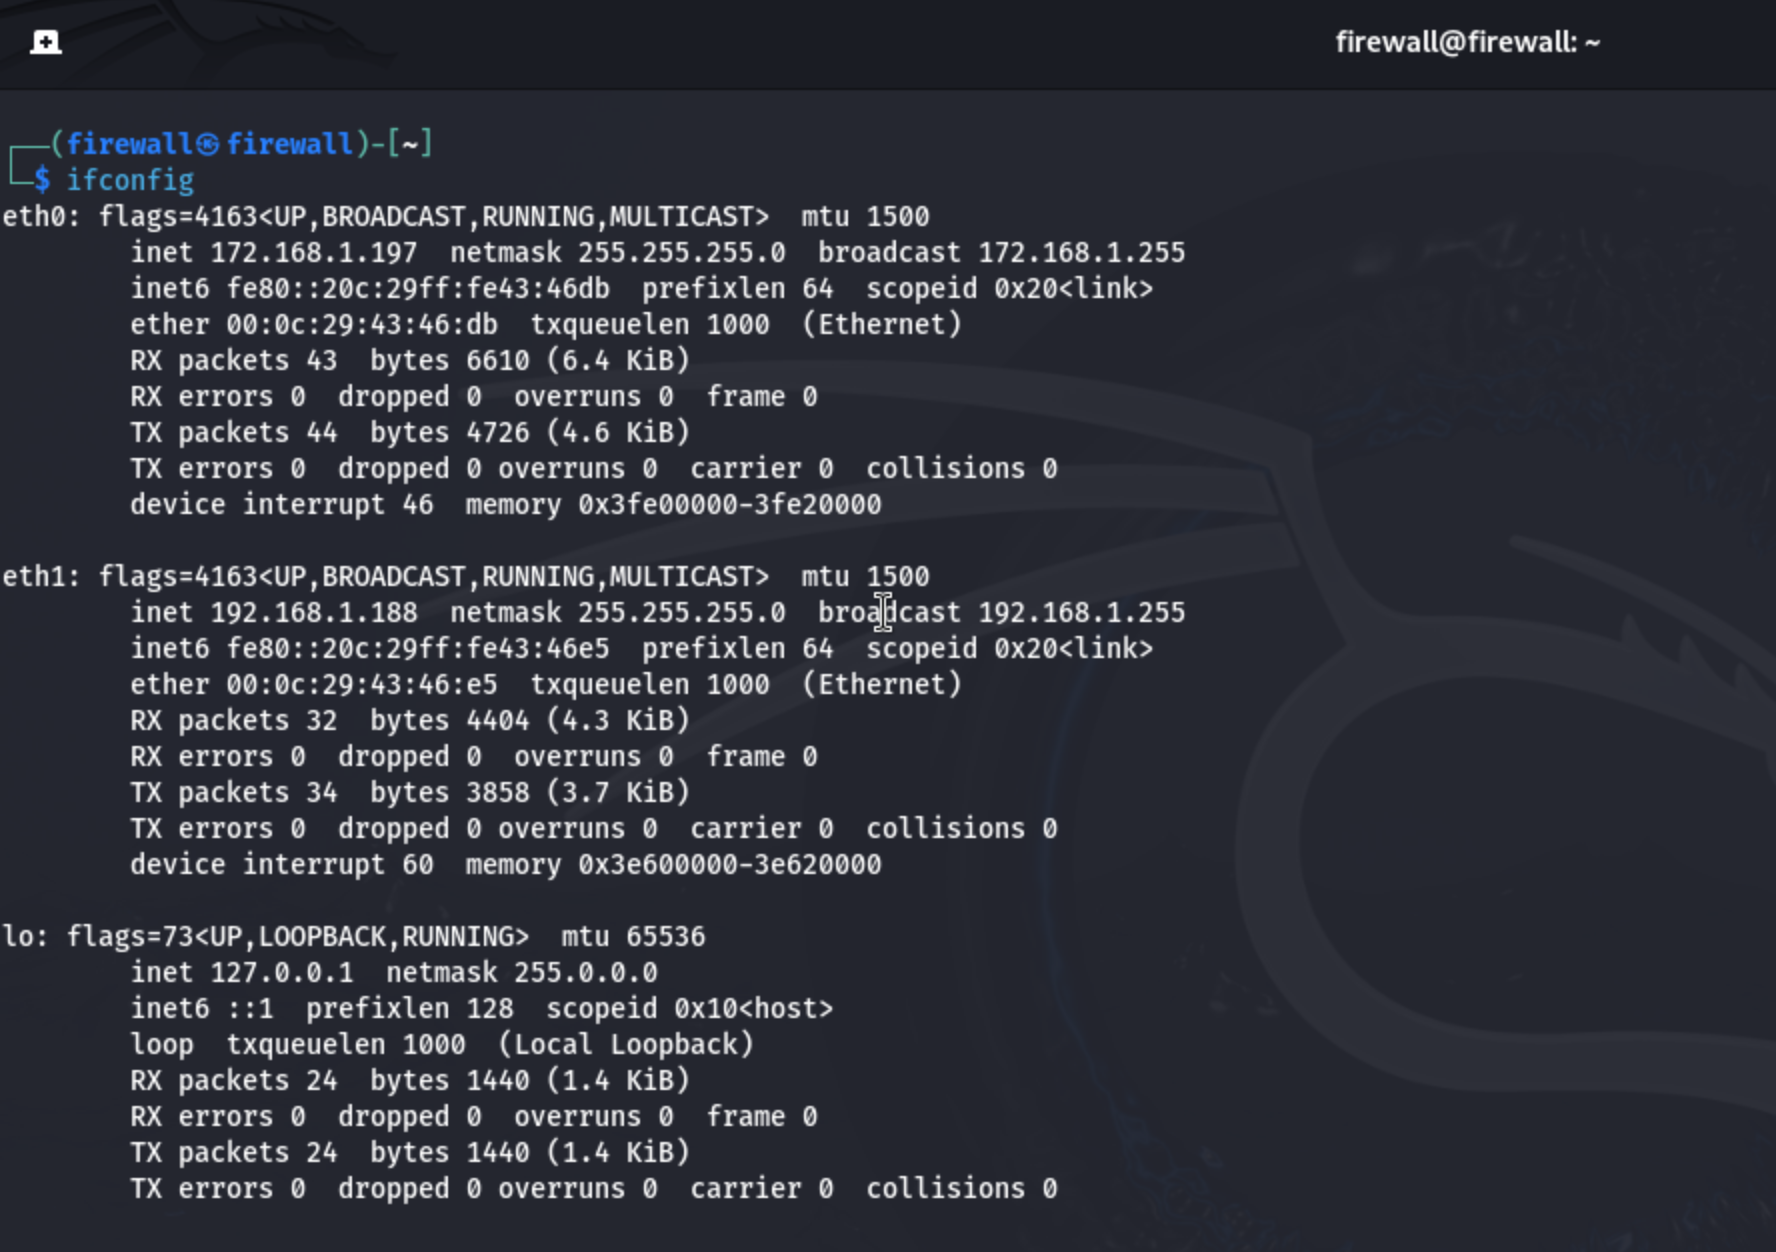 firewall@firewall: ~
┌──(firewall㉿firewall)-[~]
└─$ ifconfig
eth0: flags=4163<UP,BROADCAST,RUNNING,MULTICAST>  mtu 1500
        inet 172.168.1.197  netmask 255.255.255.0  broadcast 172.168.1.255
        inet6 fe80::20c:29ff:fe43:46db  prefixlen 64  scopeid 0x20<link>
        ether 00:0c:29:43:46:db  txqueuelen 1000  (Ethernet)
        RX packets 43  bytes 6610 (6.4 KiB)
        RX errors 0  dropped 0  overruns 0  frame 0
        TX packets 44  bytes 4726 (4.6 KiB)
        TX errors 0  dropped 0 overruns 0  carrier 0  collisions 0
        device interrupt 46  memory 0x3fe00000-3fe20000
eth1: flags=4163<UP,BROADCAST,RUNNING,MULTICAST>  mtu 1500
        inet 192.168.1.188  netmask 255.255.255.0  broadcast 192.168.1.255
        inet6 fe80::20c:29ff:fe43:46e5  prefixlen 64  scopeid 0x20<link>
        ether 00:0c:29:43:46:e5  txqueuelen 1000  (Ethernet)
        RX packets 32  bytes 4404 (4.3 KiB)
        RX errors 0  dropped 0  overruns 0  frame 0
        TX packets 34  bytes 3858 (3.7 KiB)
        TX errors 0  dropped 0 overruns 0  carrier 0  collisions 0
        device interrupt 60  memory 0x3e600000-3e620000
lo: flags=73<UP,LOOPBACK,RUNNING>  mtu 65536
        inet 127.0.0.1  netmask 255.0.0.0
        inet6 ::1  prefixlen 128  scopeid 0x10<host>
        loop  txqueuelen 1000  (Local Loopback)
        RX packets 24  bytes 1440 (1.4 KiB)
        RX errors 0  dropped 0  overruns 0  frame 0
        TX packets 24  bytes 1440 (1.4 KiB)
        TX errors 0  dropped 0 overruns 0  carrier 0  collisions 0